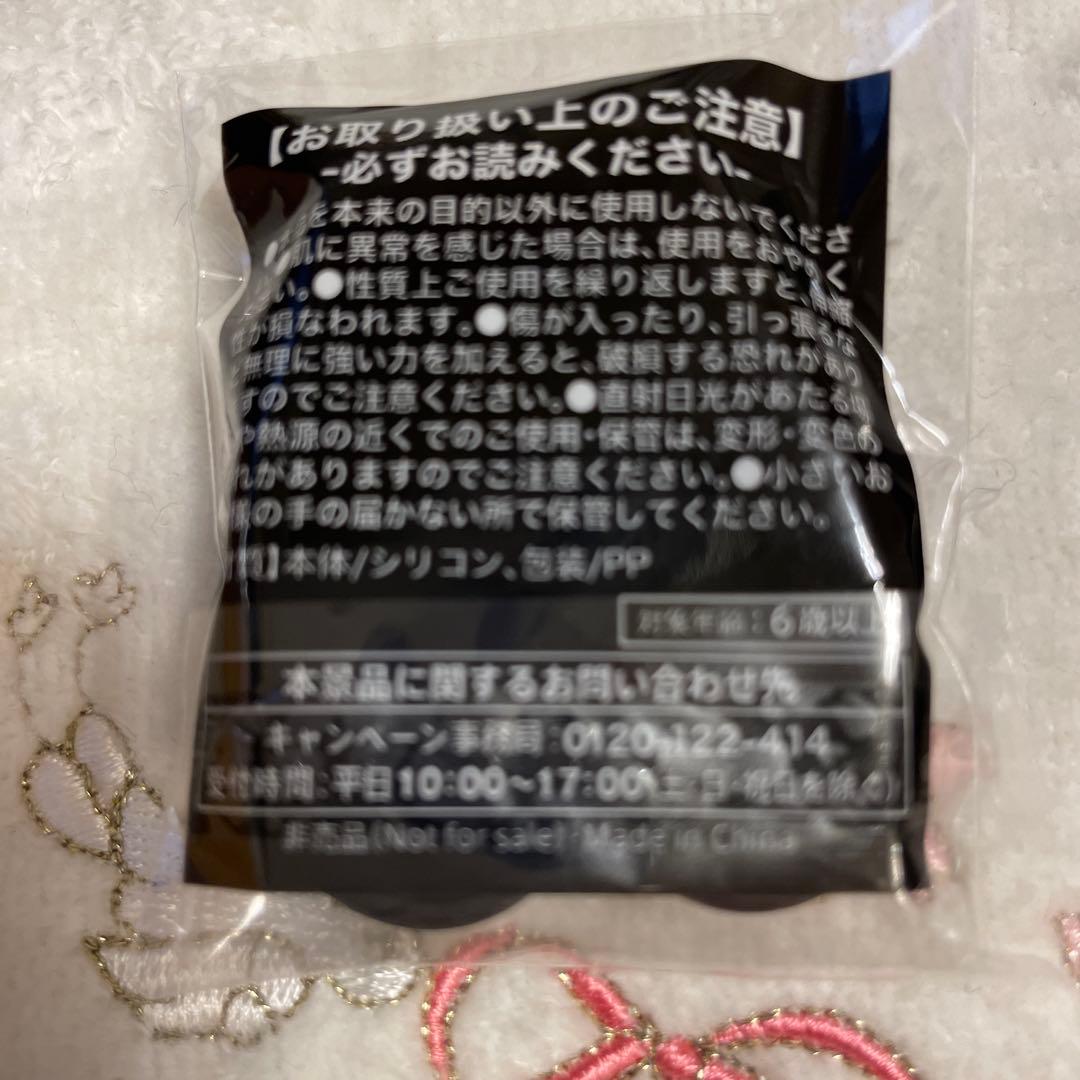 【お取り扱い上のご注意】
-必ずお読みください-
を本来の目的以外に使用しないでくださ
肌に異常を感じた場合は、使用をおやめく
い。●性質上ご使用を繰り返しますと、伸縮
性が損なわれます。●傷が入ったり、引っ張るな
無理に強い力を加えると、破損する恐れがあり
すのでご注意ください。●直射日光があたる
や熱源の近くでのご使用・保管は、変形・変色の
れがありますのでご注意ください。●小さいお
様の手の届かない所で保管してください。
】本体/シリコン、包装/PP
対象年齢:6歳以上
本景品に関するお問い合わせ先
キャンペーン事務局:0120-122-414
受付時間:平日10:00~17:00(土・日・祝日を除く)
非売品(Not for sale)・Made in China